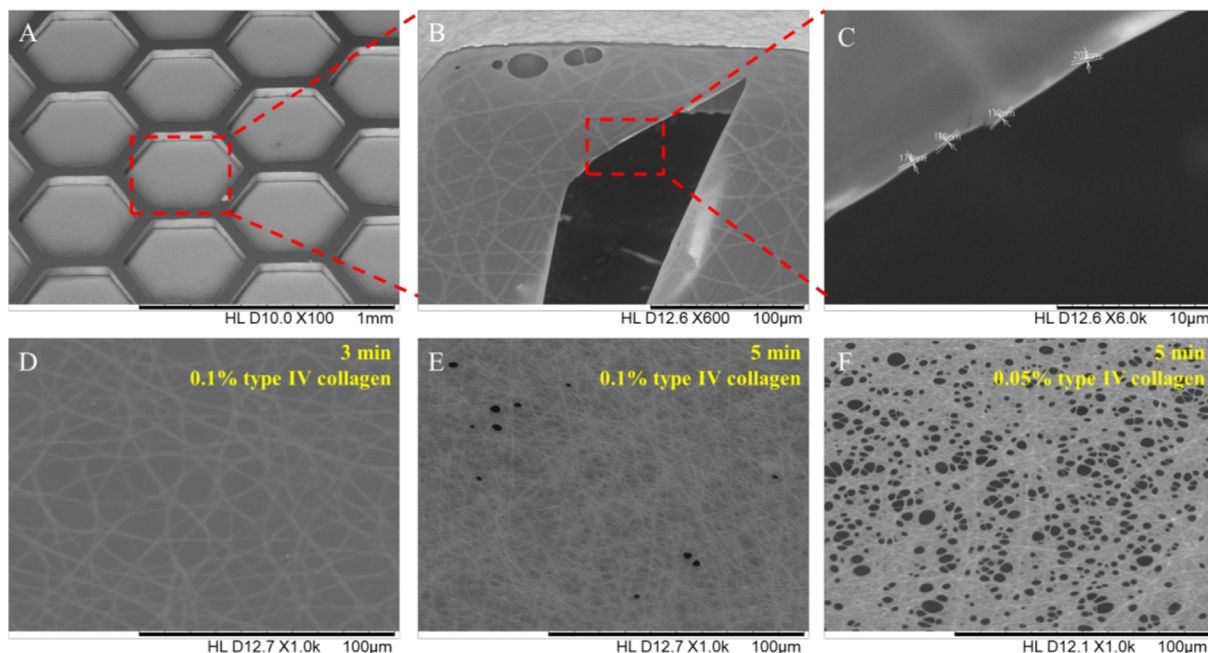 A
B
C
HL D10.0 X100 1mm
HL D12.6 X600 100μm
HL D12.6 X6.0k 10μm
D
3 min
0.1% type IV collagen
E
5 min
0.1% type IV collagen
F
5 min
0.05% type IV collagen
HL D12.7 X1.0k 100μm
HL D12.7 X1.0k 100μm
HL D12.1 X1.0k 100μm